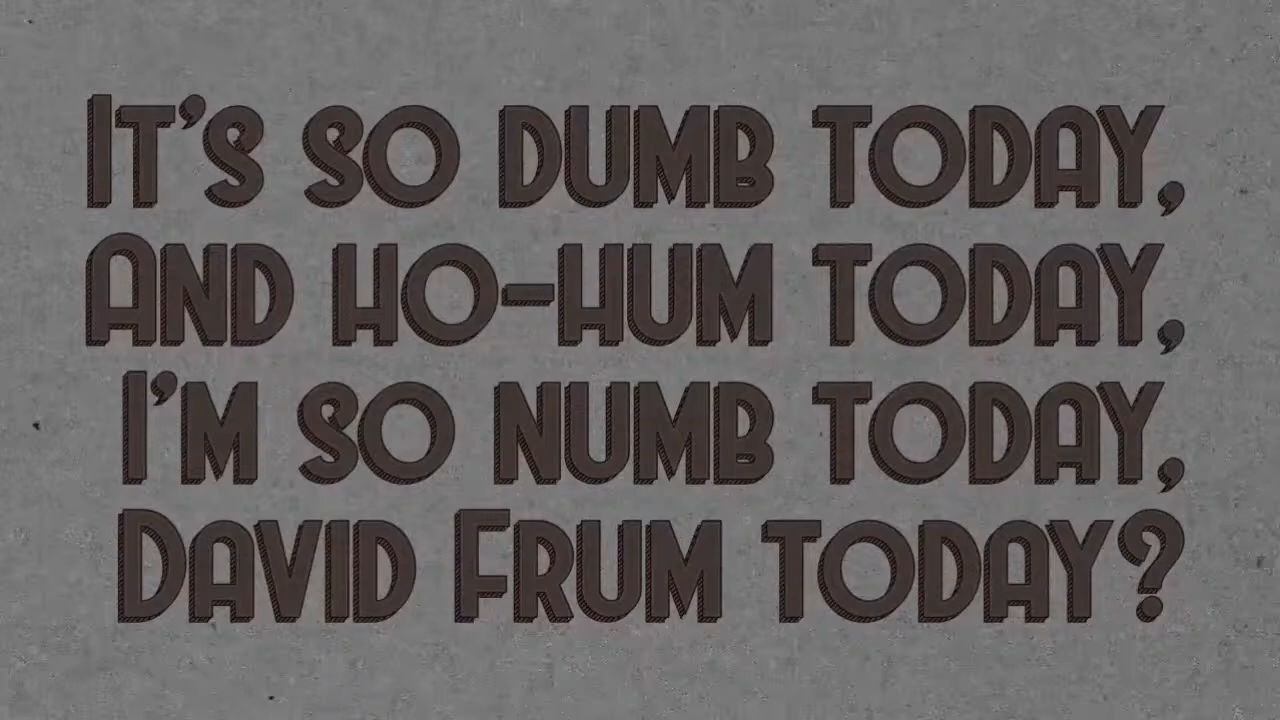 It's so dumb today,
And ho-hum today,
I'm so numb today,
David Frum today?